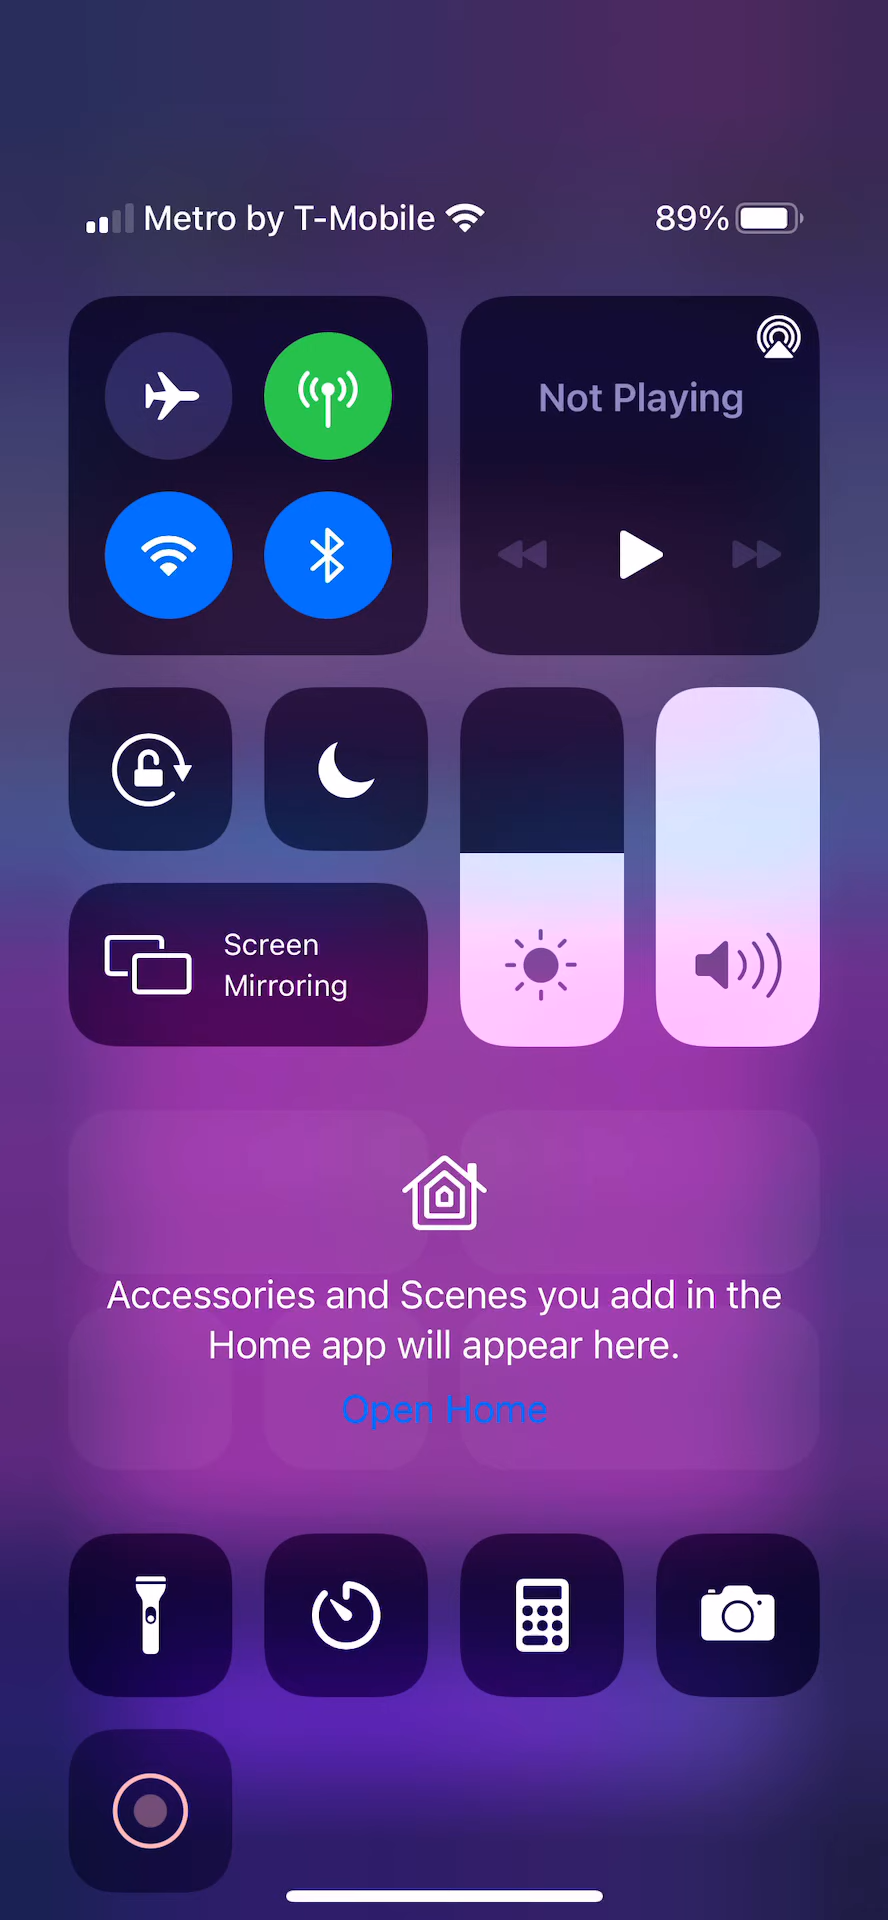 Metro by T-Mobile
89%
Not Playing
Screen
Mirroring
Accessories and Scenes you add in the
Home app will appear here.
Open Home